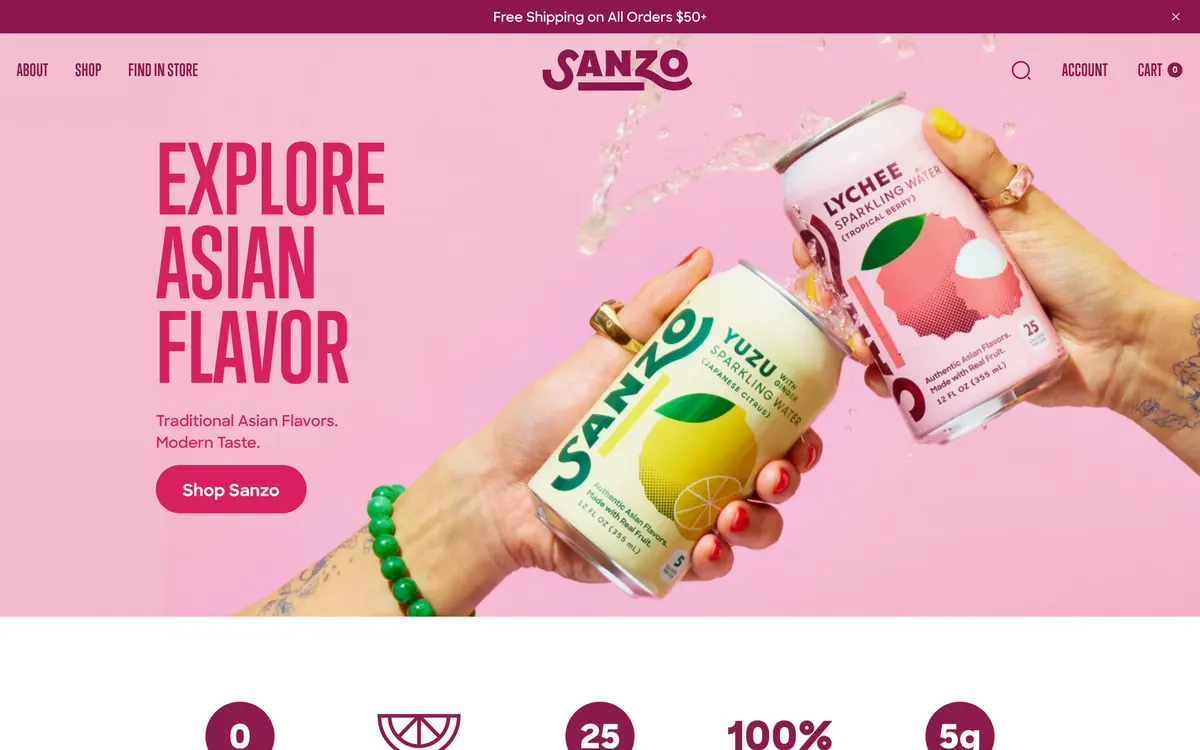 Free Shipping on All Orders $50+
ABOUT
SHOP
FIND IN STORE
SANZO
ACCOUNT
CART 0
EXPLORE
ASIAN
FLAVOR
Traditional Asian Flavors.
Modern Taste.
Shop Sanzo
LYCHEE
SPARKLING WATER
(TROPICAL BERRY)
25
Authentic Asian Flavors.
Made with Real Fruit.
12 FL OZ (355 mL)
SANZO
YUZU
WITH
GINGER
SPARKLING WATER
(JAPANESE CITRUS)
Authentic Asian Flavors.
Made with Real Fruit.
12 FL OZ (355 mL)
5
0
25
100%
5g